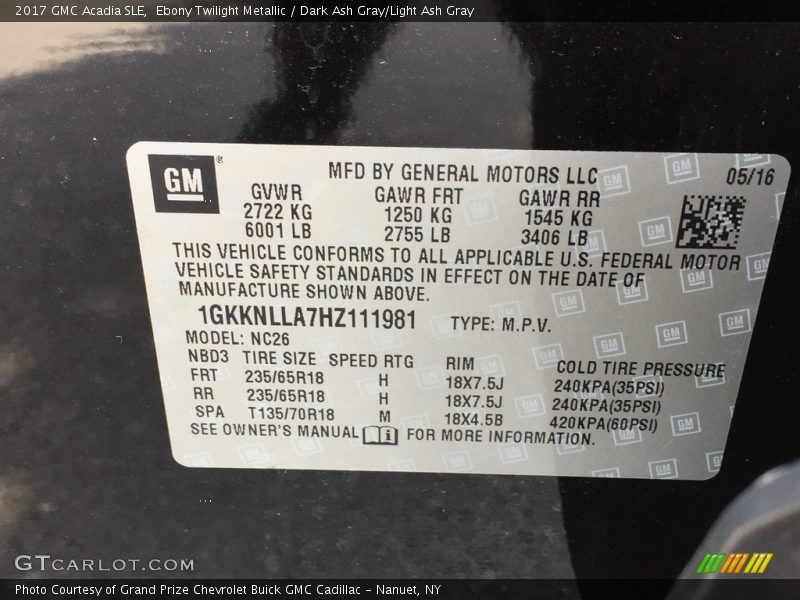 2017 GMC Acadia SLE, Ebony Twilight Metallic / Dark Ash Gray/Light Ash Gray
GM ®
MFD BY GENERAL MOTORS LLC 05/16
GVWR GAWR FRT GAWR RR
2722 KG 1250 KG 1545 KG
6001 LB 2755 LB 3406 LB
THIS VEHICLE CONFORMS TO ALL APPLICABLE U.S. FEDERAL MOTOR
VEHICLE SAFETY STANDARDS IN EFFECT ON THE DATE OF
MANUFACTURE SHOWN ABOVE.
1GKKNLLA7HZ111981 TYPE: M.P.V.
MODEL: NC26
NBD3 TIRE SIZE SPEED RTG RIM COLD TIRE PRESSURE
FRT 235/65R18 H 18X7.5J 240KPA(35PSI)
RR 235/65R18 H 18X7.5J 240KPA(35PSI)
SPA T135/70R18 M 18X4.5B 420KPA(60PSI)
SEE OWNER'S MANUAL i FOR MORE INFORMATION.
GTCARLOT.COM
Photo Courtesy of Grand Prize Chevrolet Buick GMC Cadillac - Nanuet, NY